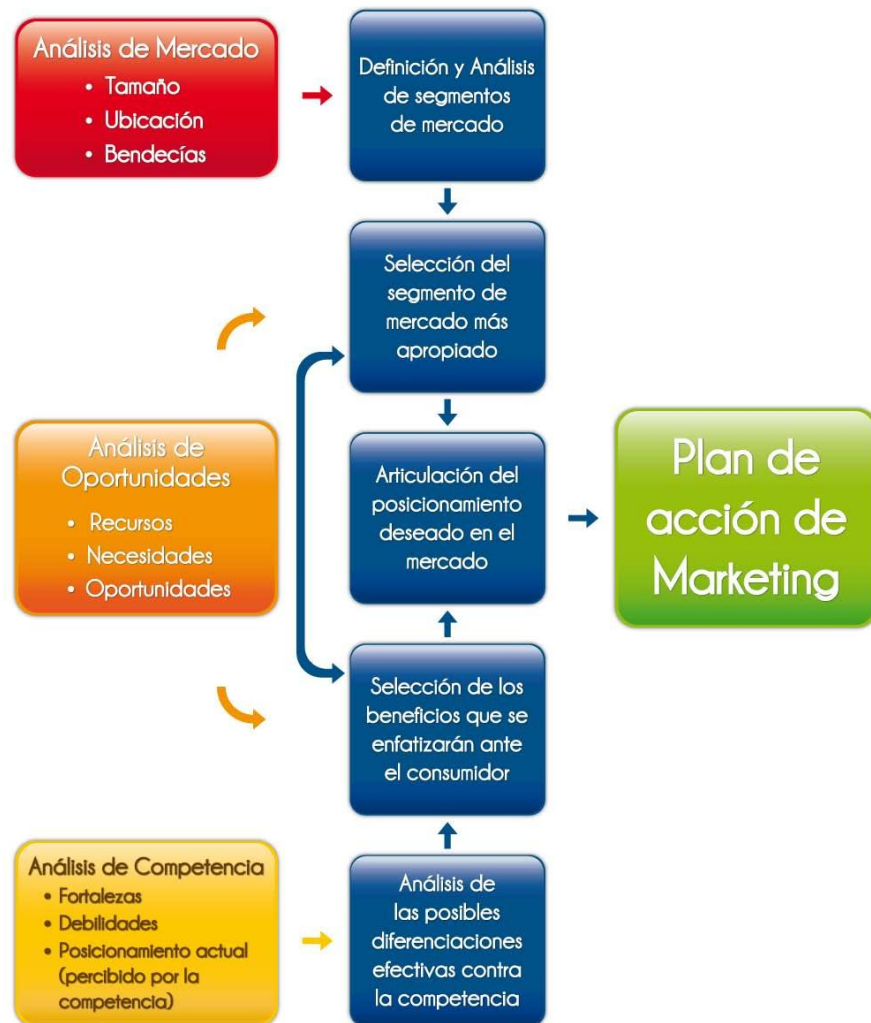 Análisis de Mercado
• Tamaño
• Ubicación
• Bendecías
Definición y Análisis
de segmentos
de mercado
Selección del
segmento de
mercado más
apropiado
Análisis de
Oportunidades
• Recursos
• Necesidades
• Oportunidades
Articulación del
posicionamiento
deseado en el
mercado
Plan de
acción de
Marketing
Selección de los
beneficios que se
enfatizarán ante
el consumidor
Análisis de Competencia
• Fortalezas
• Debilidades
• Posicionamiento actual
(percibido por la
competencia)
Análisis de
las posibles
diferenciaciones
efectivas contra
la competencia